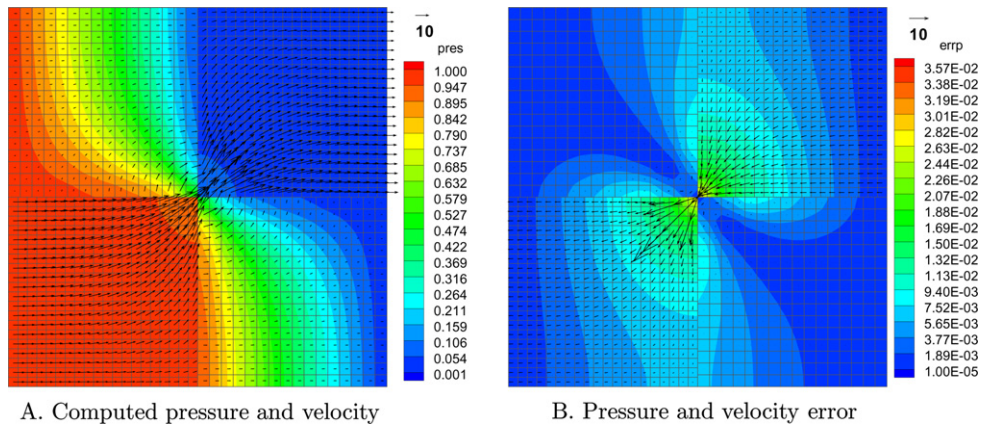 10
pres
1.000
0.947
0.895
0.842
0.790
0.737
0.685
0.632
0.579
0.527
0.474
0.422
0.369
0.316
0.264
0.211
0.159
0.106
0.054
0.001
A. Computed pressure and velocity
10
errp
3.57E-02
3.38E-02
3.19E-02
3.01E-02
2.82E-02
2.63E-02
2.44E-02
2.26E-02
2.07E-02
1.88E-02
1.69E-02
1.50E-02
1.32E-02
1.13E-02
9.40E-03
7.52E-03
5.65E-03
3.77E-03
1.89E-03
1.00E-05
B. Pressure and velocity error